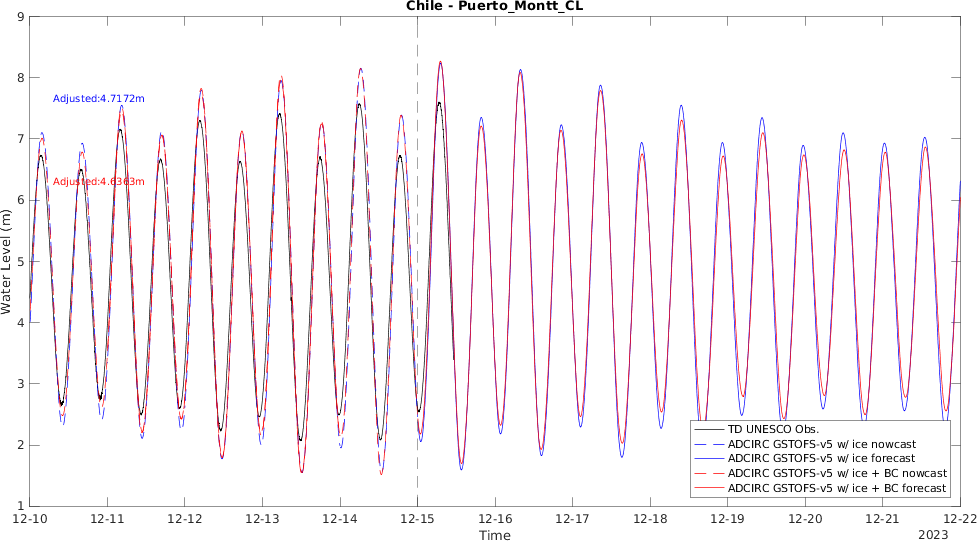 Chile - Puerto_Montt_CL
9
8
7
6
5
4
3
2
1
Water Level (m)
Adjusted:4.7172m
Adjusted:4.6363m
TD UNESCO Obs.
ADCIRC GSTOFS-v5 w/ ice nowcast
ADCIRC GSTOFS-v5 w/ ice forecast
ADCIRC GSTOFS-v5 w/ ice + BC nowcast
ADCIRC GSTOFS-v5 w/ ice + BC forecast
12-10 12-11 12-12 12-13 12-14 12-15 12-16 12-17 12-18 12-19 12-20 12-21 12-22
Time
2023